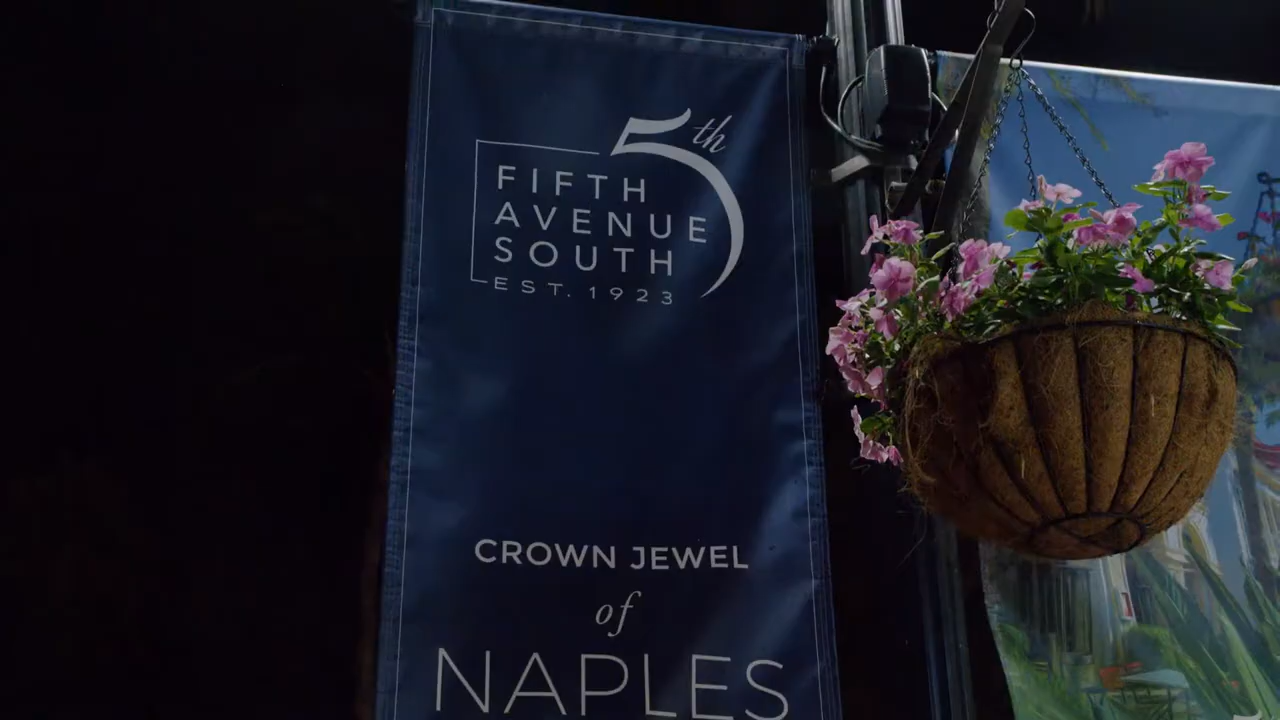 5th
FIFTH
AVENUE
SOUTH
EST. 1923
CROWN JEWEL
of
NAPLES